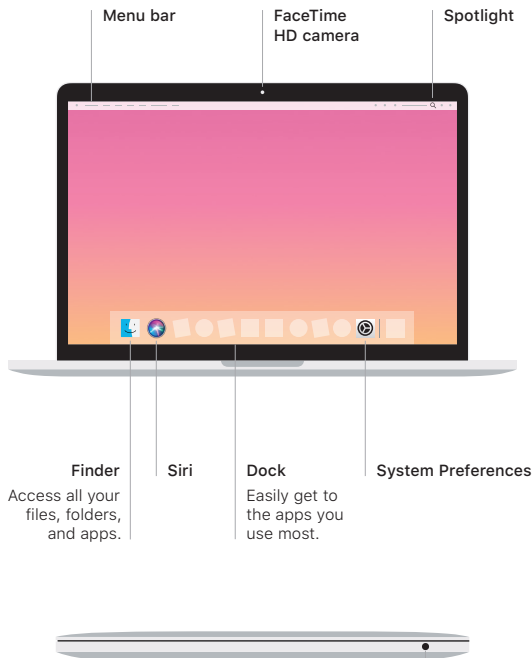 Menu bar
FaceTime
HD camera
Spotlight
Finder
Access all your
files, folders,
and apps.
Siri
Dock
Easily get to
the apps you
use most.
System Preferences